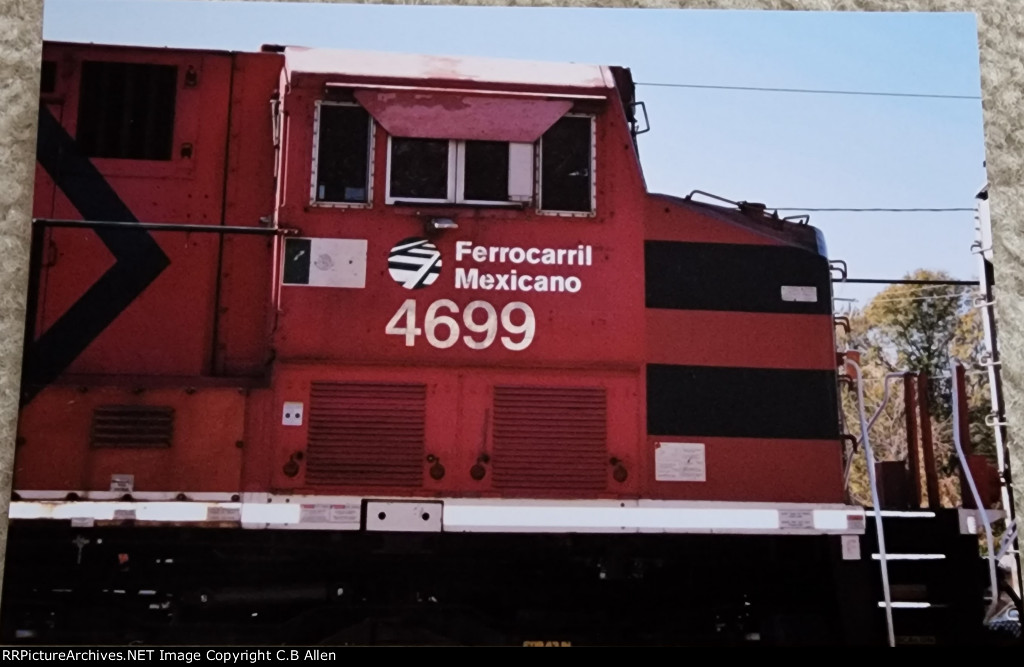 Ferrocarril
Mexicano
4699
RRPictureArchives.NET Image Copyright C.B Allen